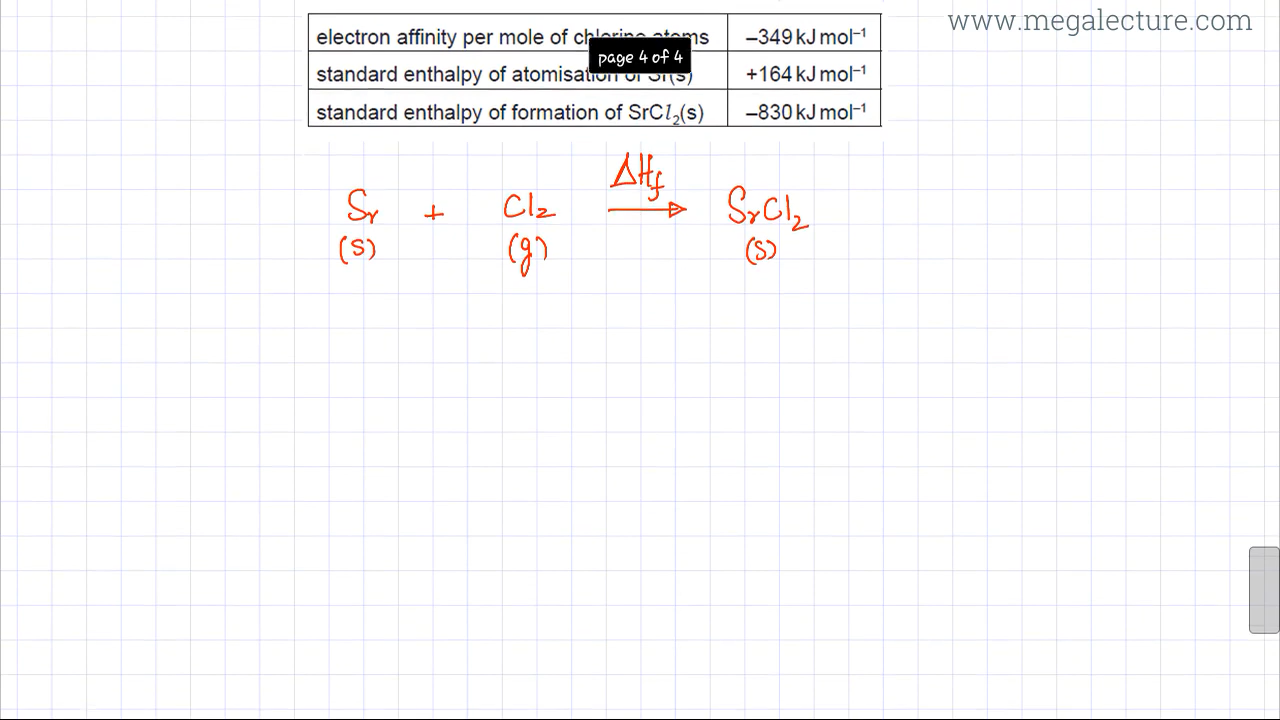 www.megalecture.com
electron affinity per mole of chlorine atoms –349 kJ mol⁻¹
page 4 of 4
standard enthalpy of atomisation of Sr(s) +164 kJ mol⁻¹
standard enthalpy of formation of SrCl₂(s) –830 kJ mol⁻¹
ΔHf
Sr + Cl₂ → SrCl₂
(s) (g) (s)